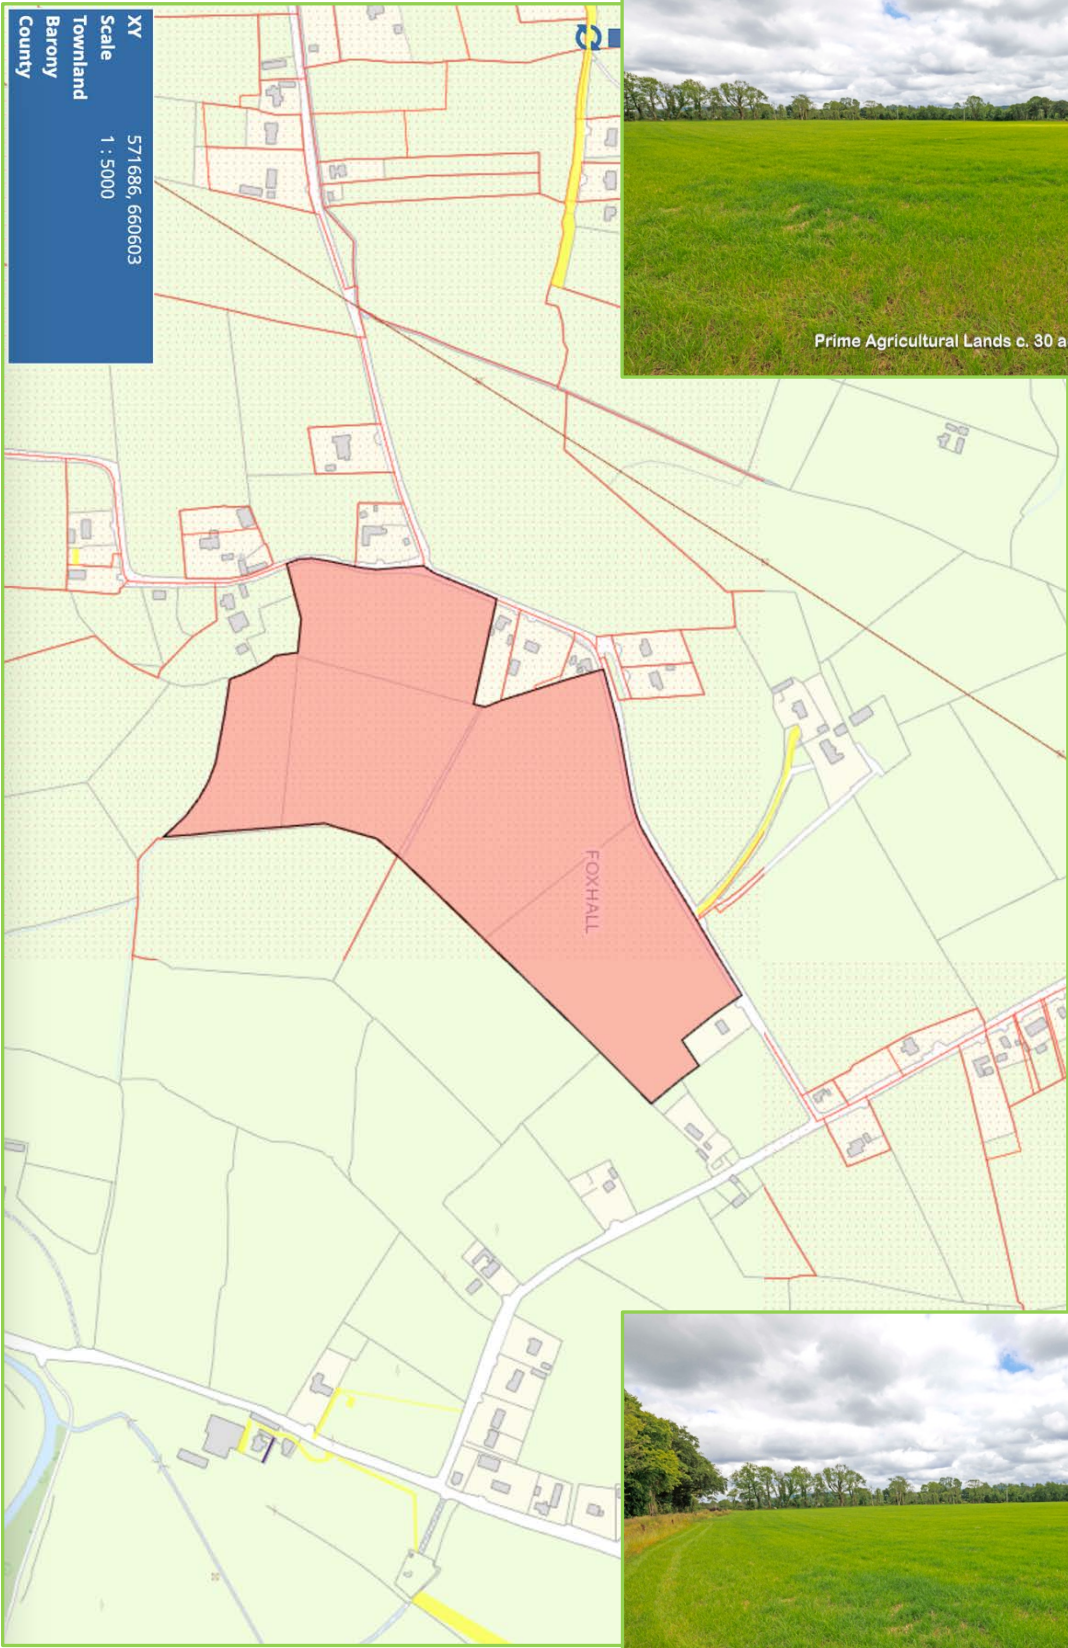 XY 571686, 660603
Scale 1 : 5000
Townland
Barony
County
Prime Agricultural Lands c. 30 a
FOXHALL